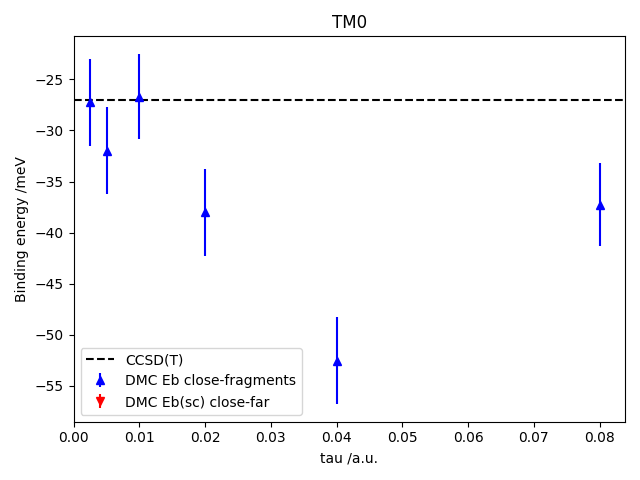 TM0
Binding energy /meV
−25
−30
−35
−40
−45
−50
−55
CCSD(T)
DMC Eb close-fragments
DMC Eb(sc) close-far
0.00 0.01 0.02 0.03 0.04 0.05 0.06 0.07 0.08
tau /a.u.